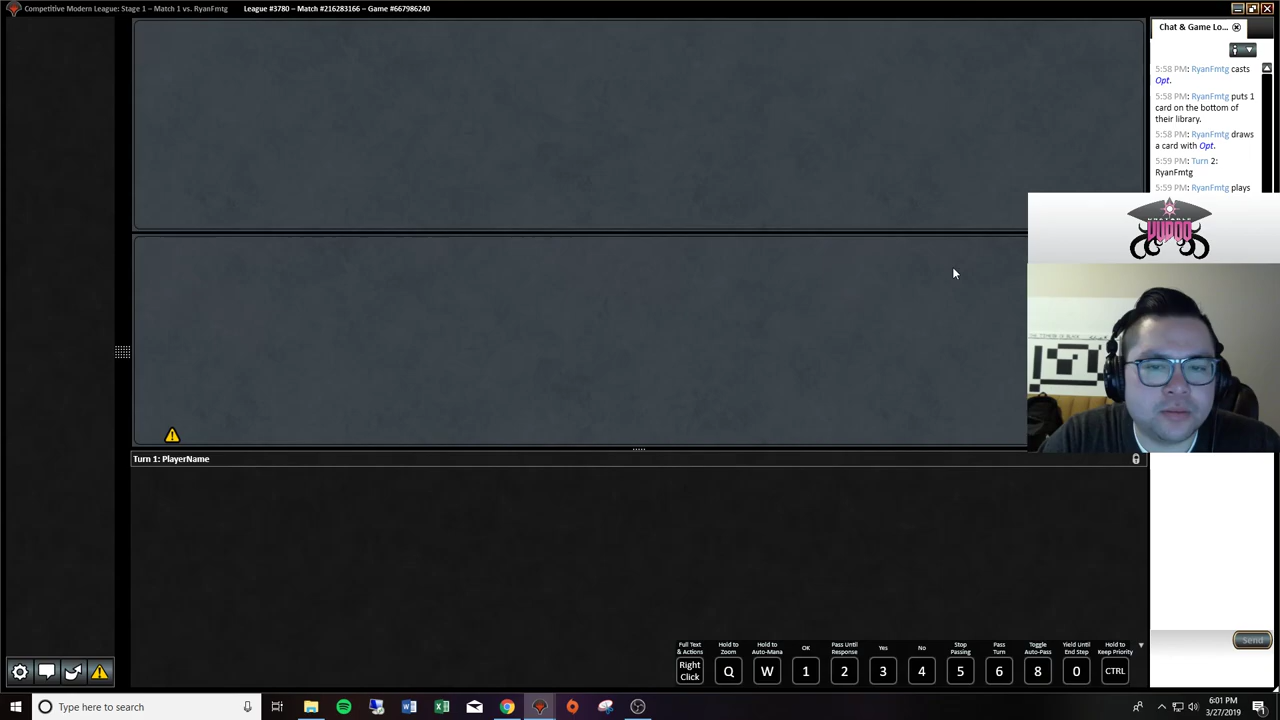 Competitive Modern League: Stage 1 – Match 1 vs. RyanFmtg
League #3780 – Match #216283166 – Game #667986240
Chat & Game Lo...
5:58 PM: RyanFmtg casts
Opt.
5:58 PM: RyanFmtg puts 1
card on the bottom of
their library.
5:58 PM: RyanFmtg draws
a card with Opt.
5:59 PM: Turn 2:
RyanFmtg
5:59 PM: RyanFmtg plays
VUDOO
Turn 1: PlayerName
Full Text & Actions
Right Click
Hold to Zoom
Q
Hold to Auto-Mana
W
OK
1
Pass Until Response
2
Yes
3
No
4
Stop Passing
5
Pass Turn
6
Toggle Auto-Pass
8
Yield Until End Step
0
Hold to Keep Priority
CTRL
Send
Type here to search
6:01 PM
3/27/2019
1